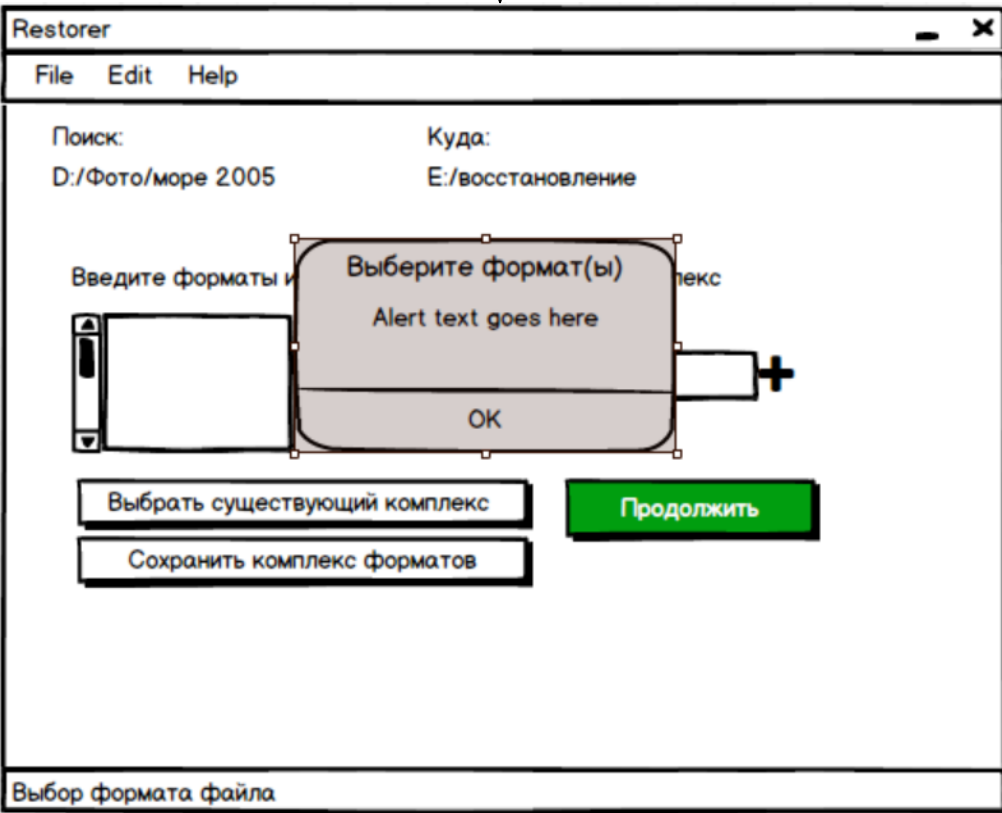 Restorer
File Edit Help
Поиск: Куда:
D:/Фото/море 2005 E:/восстановление
Введите форматы и
Выберите формат(ы)
Alert text goes here
OK
Выбрать существующий комплекс
Продолжить
Сохранить комплекс форматов
Выбор формата файла